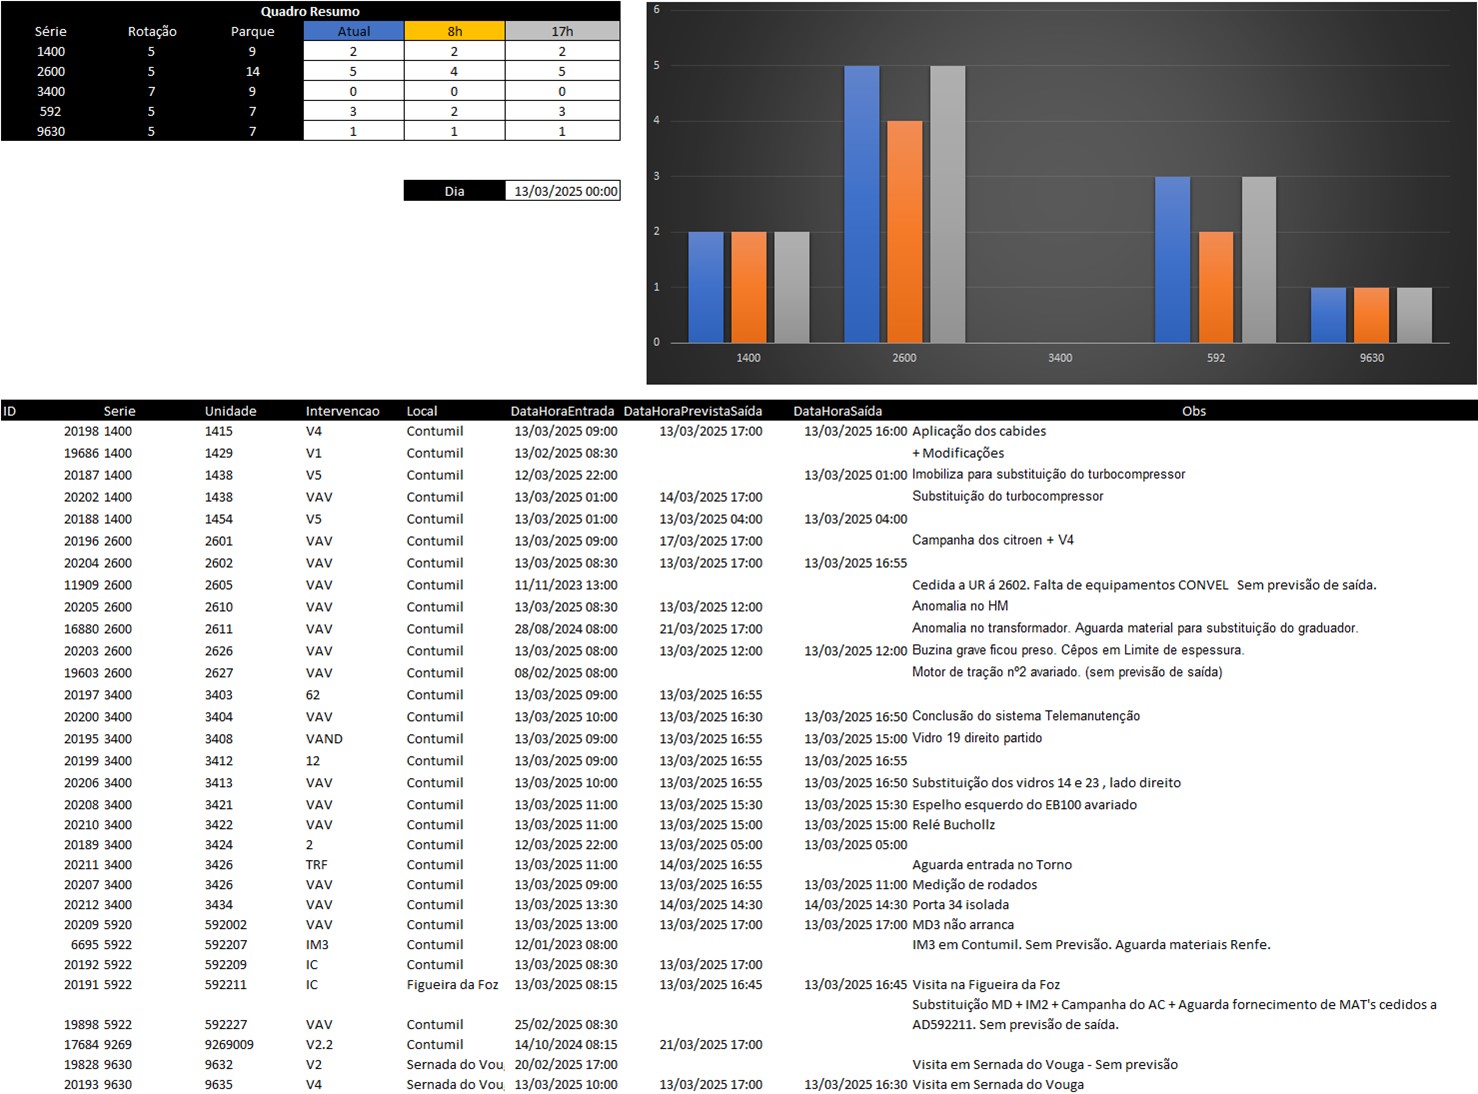 Quadro Resumo
Série Rotação Parque Atual 8h 17h
1400 5 9 2 2 2
2600 5 14 5 4 5
3400 7 9 0 0 0
592 5 7 3 2 3
9630 5 7 1 1 1
Dia 13/03/2025 00:00
6
5
4
3
2
1
0
1400 2600 3400 592 9630
ID Serie Unidade Intervencao Local DataHoraEntrada DataHoraPrevistaSaída DataHoraSaída Obs
20198 1400 1415 V4 Contumil 13/03/2025 09:00 13/03/2025 17:00 13/03/2025 16:00 Aplicação dos cabides
19686 1400 1429 V1 Contumil 13/02/2025 08:30 + Modificações
20187 1400 1438 V5 Contumil 12/03/2025 22:00 13/03/2025 01:00 Imobiliza para substituição do turbocompressor
20202 1400 1438 VAV Contumil 13/03/2025 01:00 14/03/2025 17:00 Substituição do turbocompressor
20188 1400 1454 V5 Contumil 13/03/2025 01:00 13/03/2025 04:00 13/03/2025 04:00
20196 2600 2601 VAV Contumil 13/03/2025 09:00 17/03/2025 17:00 Campanha dos citroen + V4
20204 2600 2602 VAV Contumil 13/03/2025 08:30 13/03/2025 17:00 13/03/2025 16:55
11909 2600 2605 VAV Contumil 11/11/2023 13:00 Cedida a UR á 2602. Falta de equipamentos CONVEL Sem previsão de saída.
20205 2600 2610 VAV Contumil 13/03/2025 08:30 13/03/2025 12:00 Anomalia no HM
16880 2600 2611 VAV Contumil 28/08/2024 08:00 21/03/2025 17:00 Anomalia no transformador. Aguarda material para substituição do graduador.
20203 2600 2626 VAV Contumil 13/03/2025 08:00 13/03/2025 12:00 13/03/2025 12:00 Buzina grave ficou preso. Cêpos em Limite de espessura.
19603 2600 2627 VAV Contumil 08/02/2025 08:00 Motor de tração nº2 avariado. (sem previsão de saída)
20197 3400 3403 62 Contumil 13/03/2025 09:00 13/03/2025 16:55
20200 3400 3404 VAV Contumil 13/03/2025 10:00 13/03/2025 16:30 13/03/2025 16:50 Conclusão do sistema Telemanutenção
20195 3400 3408 VAND Contumil 13/03/2025 09:00 13/03/2025 16:55 13/03/2025 15:00 Vidro 19 direito partido
20199 3400 3412 12 Contumil 13/03/2025 09:00 13/03/2025 16:55 13/03/2025 16:55
20206 3400 3413 VAV Contumil 13/03/2025 10:00 13/03/2025 16:55 13/03/2025 16:50 Substituição dos vidros 14 e 23 , lado direito
20208 3400 3421 VAV Contumil 13/03/2025 11:00 13/03/2025 15:30 13/03/2025 15:30 Espelho esquerdo do EB100 avariado
20210 3400 3422 VAV Contumil 13/03/2025 11:00 13/03/2025 15:00 13/03/2025 15:00 Relé Buchollz
20189 3400 3424 2 Contumil 12/03/2025 22:00 13/03/2025 05:00 13/03/2025 05:00
20211 3400 3426 TRF Contumil 13/03/2025 11:00 14/03/2025 16:55 Aguarda entrada no Torno
20207 3400 3426 VAV Contumil 13/03/2025 09:00 13/03/2025 16:55 13/03/2025 11:00 Medição de rodados
20212 3400 3434 VAV Contumil 13/03/2025 13:30 14/03/2025 14:30 14/03/2025 14:30 Porta 34 isolada
20209 5920 592002 VAV Contumil 13/03/2025 13:00 13/03/2025 17:00 13/03/2025 17:00 MD3 não arranca
6695 5922 592207 IM3 Contumil 12/01/2023 08:00 IM3 em Contumil. Sem Previsão. Aguarda materiais Renfe.
20192 5922 592209 IC Contumil 13/03/2025 08:30 13/03/2025 17:00
20191 5922 592211 IC Figueira da Foz 13/03/2025 08:15 13/03/2025 16:45 13/03/2025 16:45 Visita na Figueira da Foz
Substituição MD + IM2 + Campanha do AC + Aguarda fornecimento de MAT's cedidos a
19898 5922 592227 VAV Contumil 25/02/2025 08:30 AD592211. Sem previsão de saída.
17684 9269 9269009 V2.2 Contumil 14/10/2024 08:15 21/03/2025 17:00
19828 9630 9632 V2 Sernada do Vou 20/02/2025 17:00 Visita em Sernada do Vouga - Sem previsão
20193 9630 9635 V4 Sernada do Vou 13/03/2025 10:00 13/03/2025 17:00 13/03/2025 16:30 Visita em Sernada do Vouga